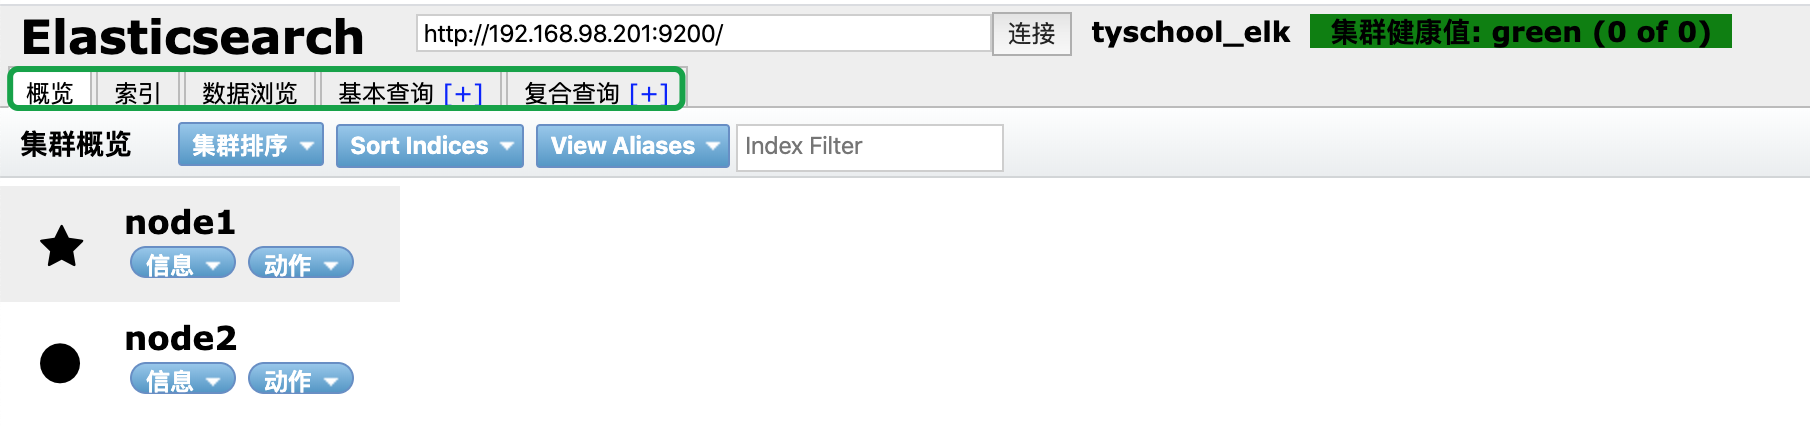 Elasticsearch http://192.168.98.201:9200/ 连接 tyschool_elk 集群健康值: green (0 of 0)
概览 索引 数据浏览 基本查询 [+] 复合查询 [+]
集群概览 集群排序 Sort Indices View Aliases Index Filter
node1
信息 动作
node2
信息 动作